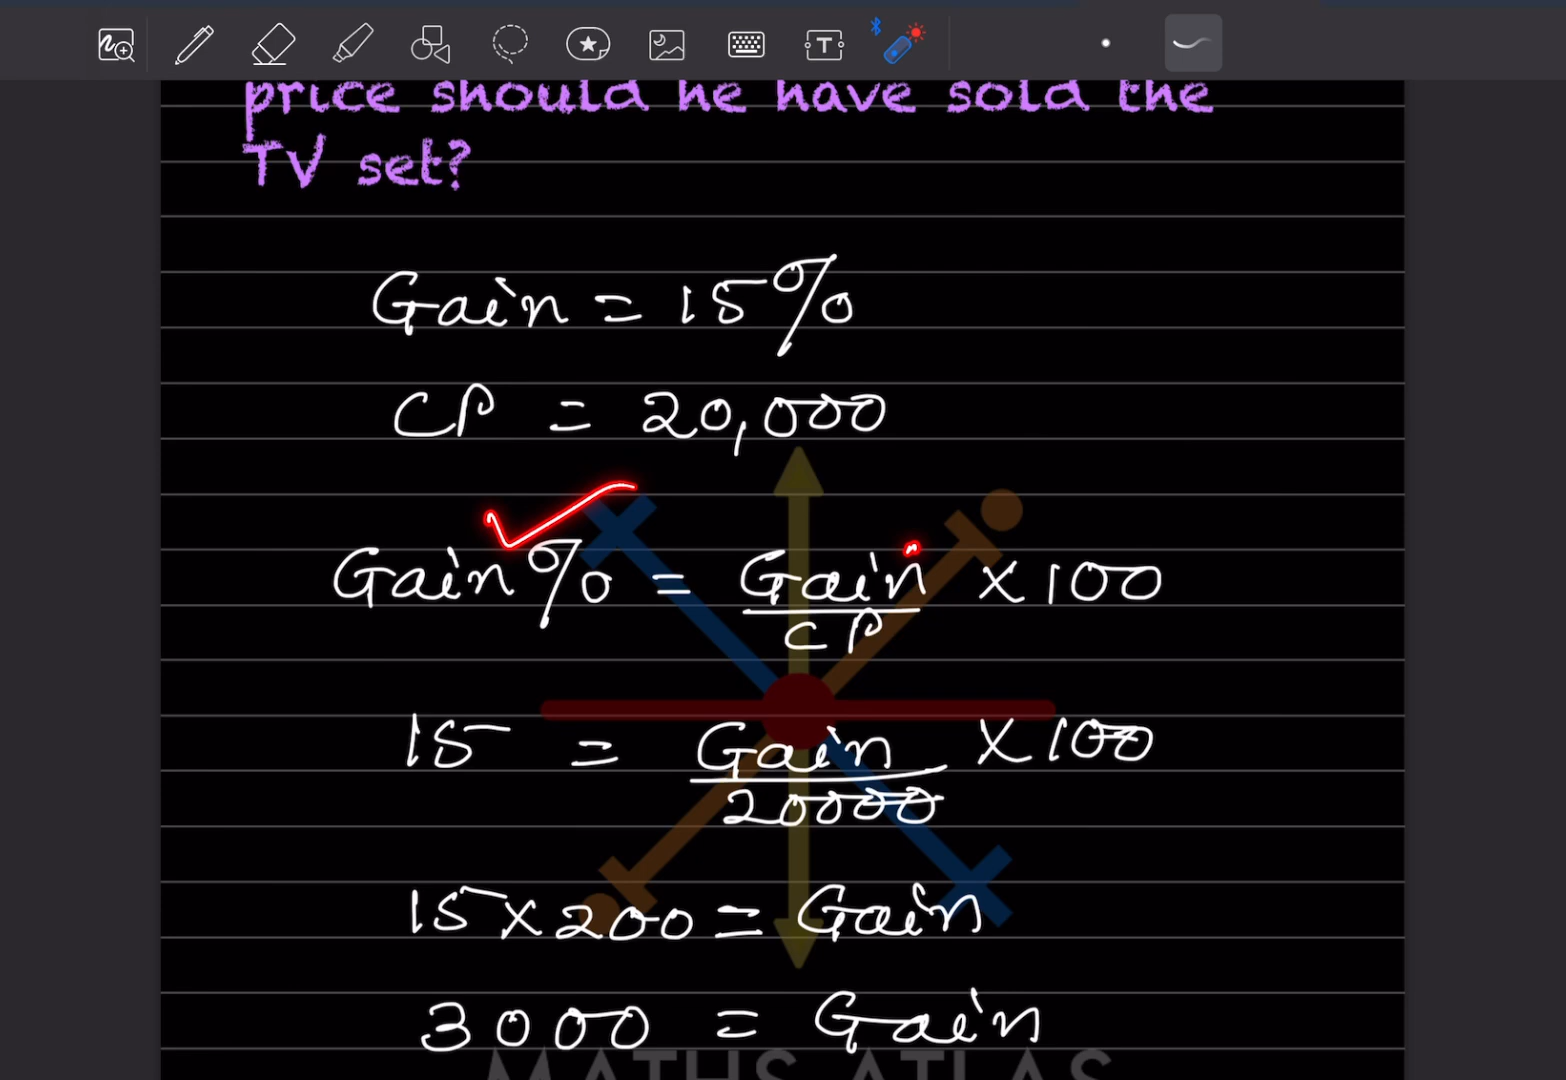 price should he have sold the
TV set?
Gain = 15%
CP = 20,000
Gain% = Gain/CP × 100
15 = Gain/20000 × 100
15 × 200 = Gain
3000 = Gain
MATHS ATLAS